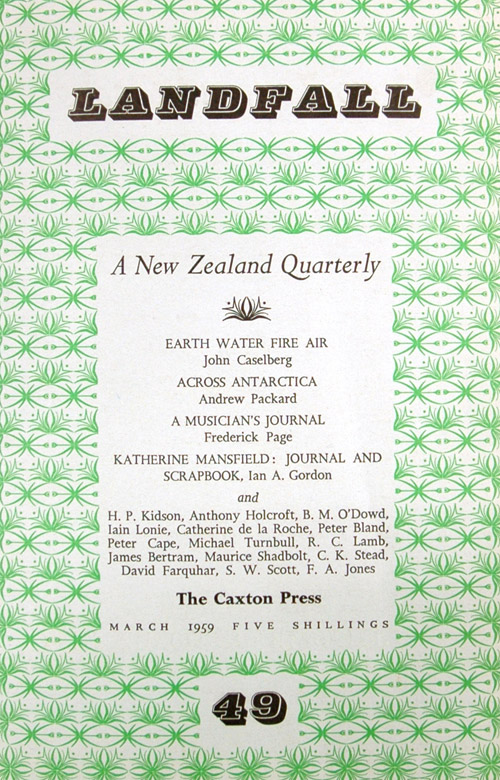 LANDFALL
A New Zealand Quarterly
EARTH WATER FIRE AIR
John Caselberg
ACROSS ANTARCTICA
Andrew Packard
A MUSICIAN'S JOURNAL
Frederick Page
KATHERINE MANSFIELD: JOURNAL AND
SCRAPBOOK, Ian A. Gordon
and
H. P. Kidson, Anthony Holcroft, B. M. O'Dowd,
Iain Lonie, Catherine de la Roche, Peter Bland,
Peter Cape, Michael Turnbull, R. C. Lamb,
James Bertram, Maurice Shadbolt, C. K. Stead,
David Farquhar, S. W. Scott, F. A. Jones
The Caxton Press
MARCH 1959 FIVE SHILLINGS
49